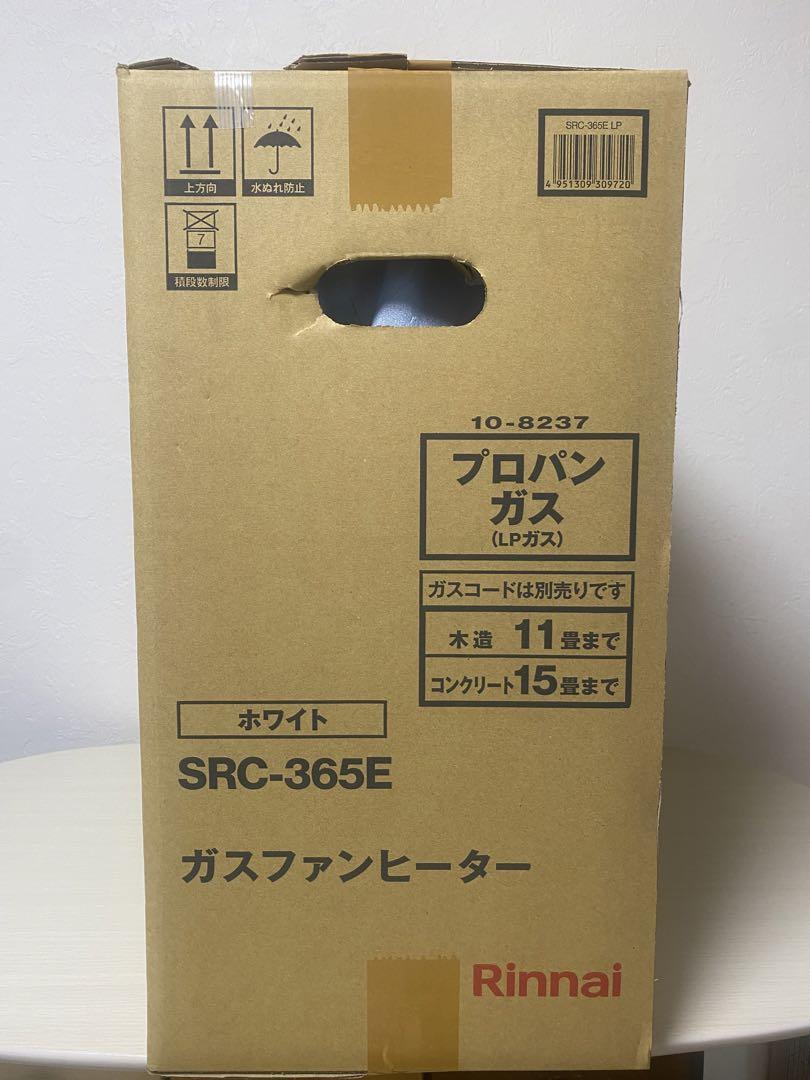 上方向
水ぬれ防止
7
積段数制限
SRC-365E LP
4 951309 309720
10-8237
プロパン
ガス
(LPガス)
ガスコードは別売りです
木造 11畳まで
コンクリート15畳まで
ホワイト
SRC-365E
ガスファンヒーター
Rinnai